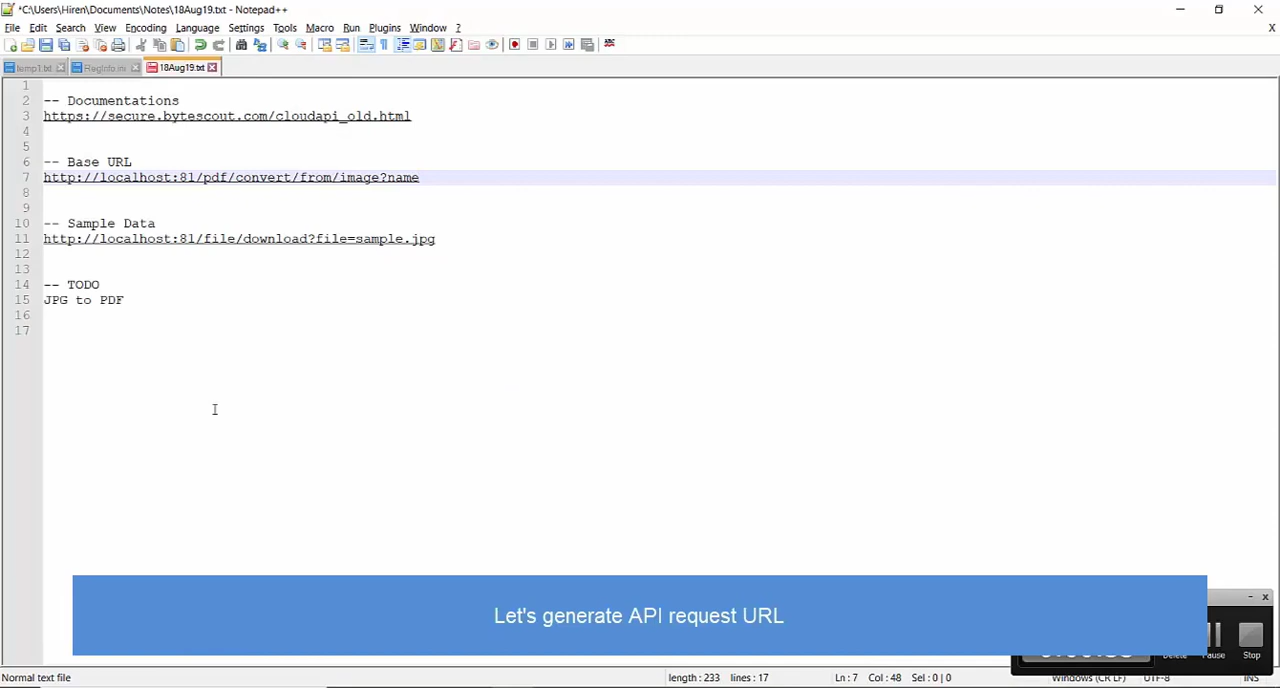 *C:\Users\Hiren\Documents\Notes\18Aug19.txt - Notepad++
File Edit Search View Encoding Language Settings Tools Macro Run Plugins Window ? X
temp1.txt RegInfo.ini 18Aug19.txt
1
2 -- Documentations
3 https://secure.bytescout.com/cloudapi_old.html
4
5
6 -- Base URL
7 http://localhost:81/pdf/convert/from/image?name
8
9
10 -- Sample Data
11 http://localhost:81/file/download?file=sample.jpg
12
13
14 -- TODO
15 JPG to PDF
16
17
Let's generate API request URL
Delete Pause Stop
Normal text file length : 233 lines : 17 Ln : 7 Col : 48 Sel : 0 | 0 Windows (CR LF) UTF-8 INS